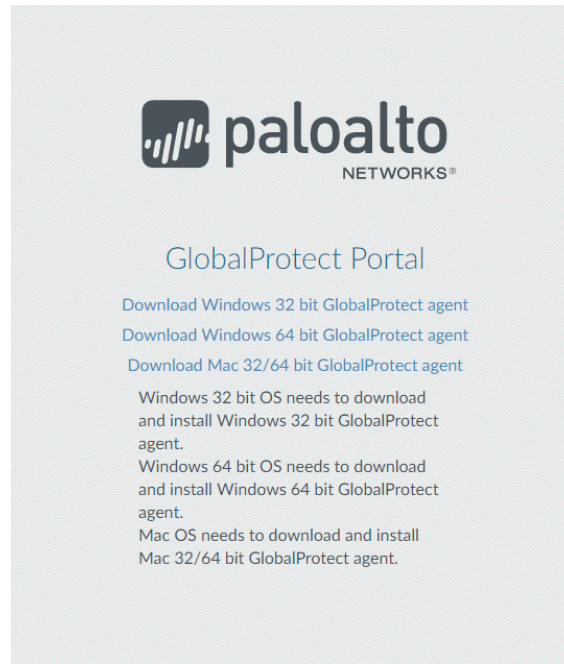 paloalto
NETWORKS®
GlobalProtect Portal
Download Windows 32 bit GlobalProtect agent
Download Windows 64 bit GlobalProtect agent
Download Mac 32/64 bit GlobalProtect agent
Windows 32 bit OS needs to download
and install Windows 32 bit GlobalProtect
agent.
Windows 64 bit OS needs to download
and install Windows 64 bit GlobalProtect
agent.
Mac OS needs to download and install
Mac 32/64 bit GlobalProtect agent.